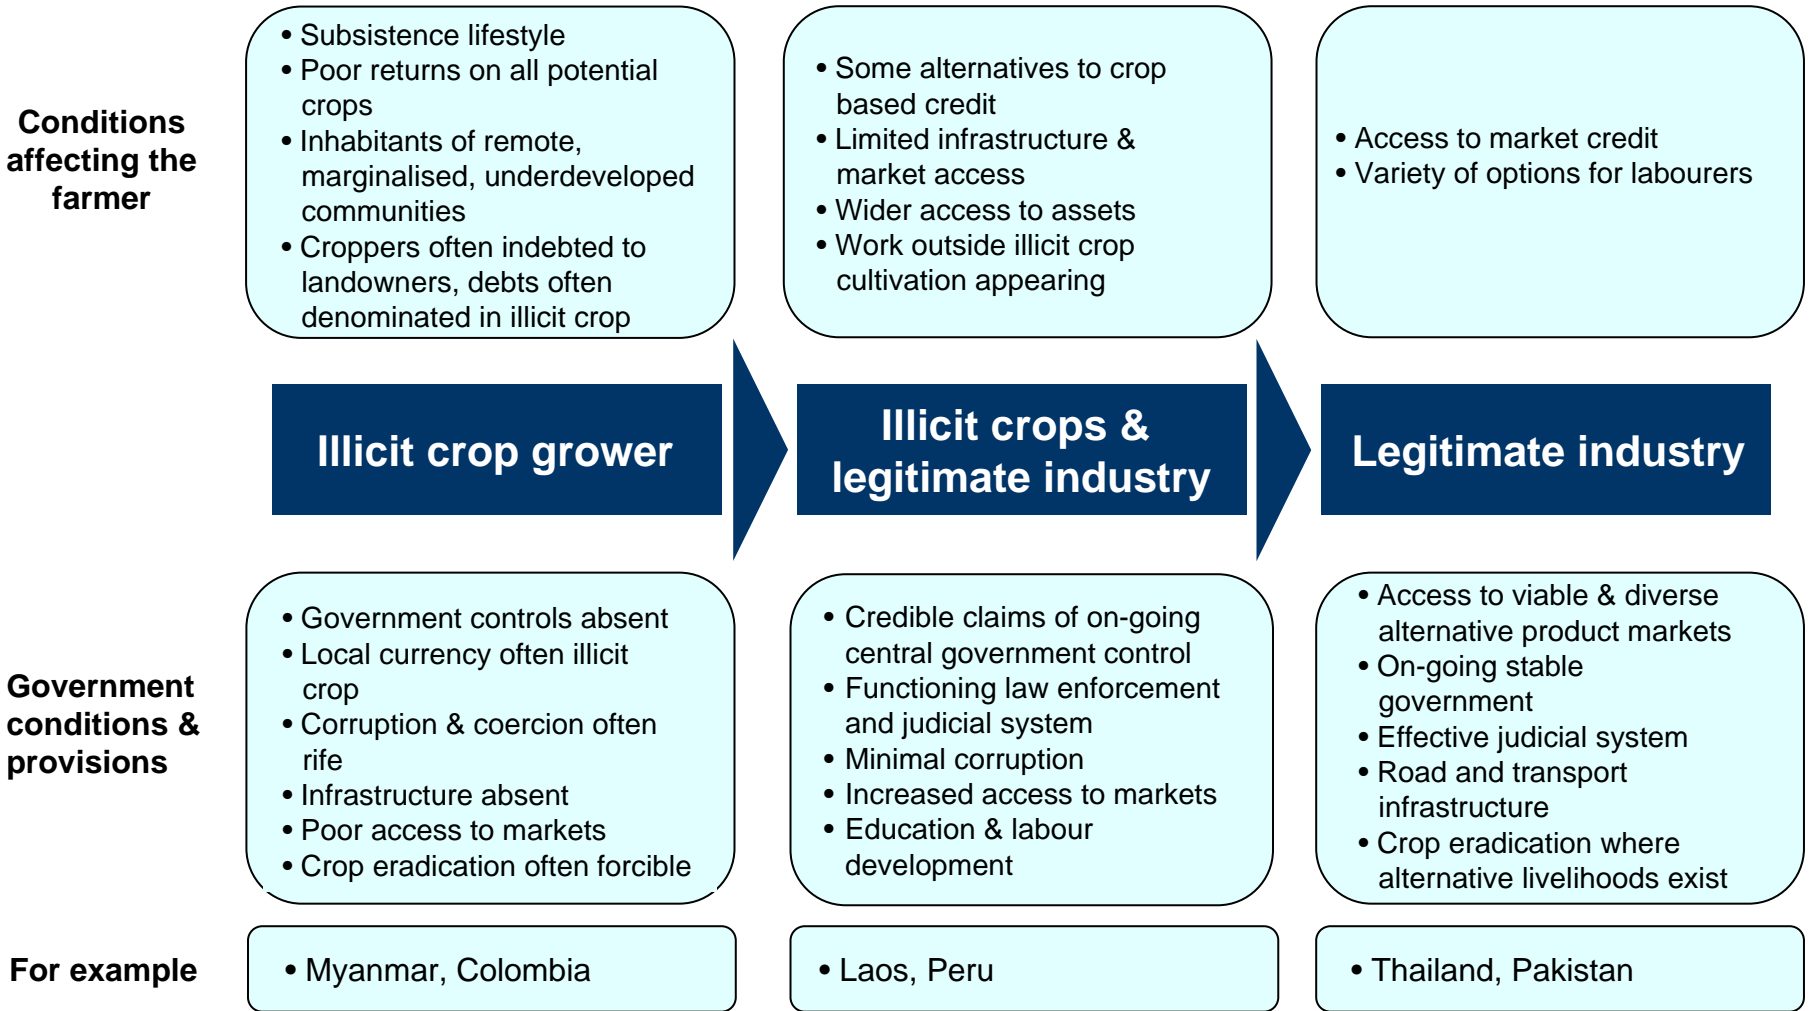 Conditions
affecting the
farmer
• Subsistence lifestyle
• Poor returns on all potential
crops
• Inhabitants of remote,
marginalised, underdeveloped
communities
• Croppers often indebted to
landowners, debts often
denominated in illicit crop
• Some alternatives to crop
based credit
• Limited infrastructure &
market access
• Wider access to assets
• Work outside illicit crop
cultivation appearing
• Access to market credit
• Variety of options for labourers
Illicit crop grower
Illicit crops &
legitimate industry
Legitimate industry
Government
conditions &
provisions
• Government controls absent
• Local currency often illicit
crop
• Corruption & coercion often
rife
• Infrastructure absent
• Poor access to markets
• Crop eradication often forcible
• Credible claims of on-going
central government control
• Functioning law enforcement
and judicial system
• Minimal corruption
• Increased access to markets
• Education & labour
development
• Access to viable & diverse
alternative product markets
• On-going stable
government
• Effective judicial system
• Road and transport
infrastructure
• Crop eradication where
alternative livelihoods exist
For example
• Myanmar, Colombia
• Laos, Peru
• Thailand, Pakistan